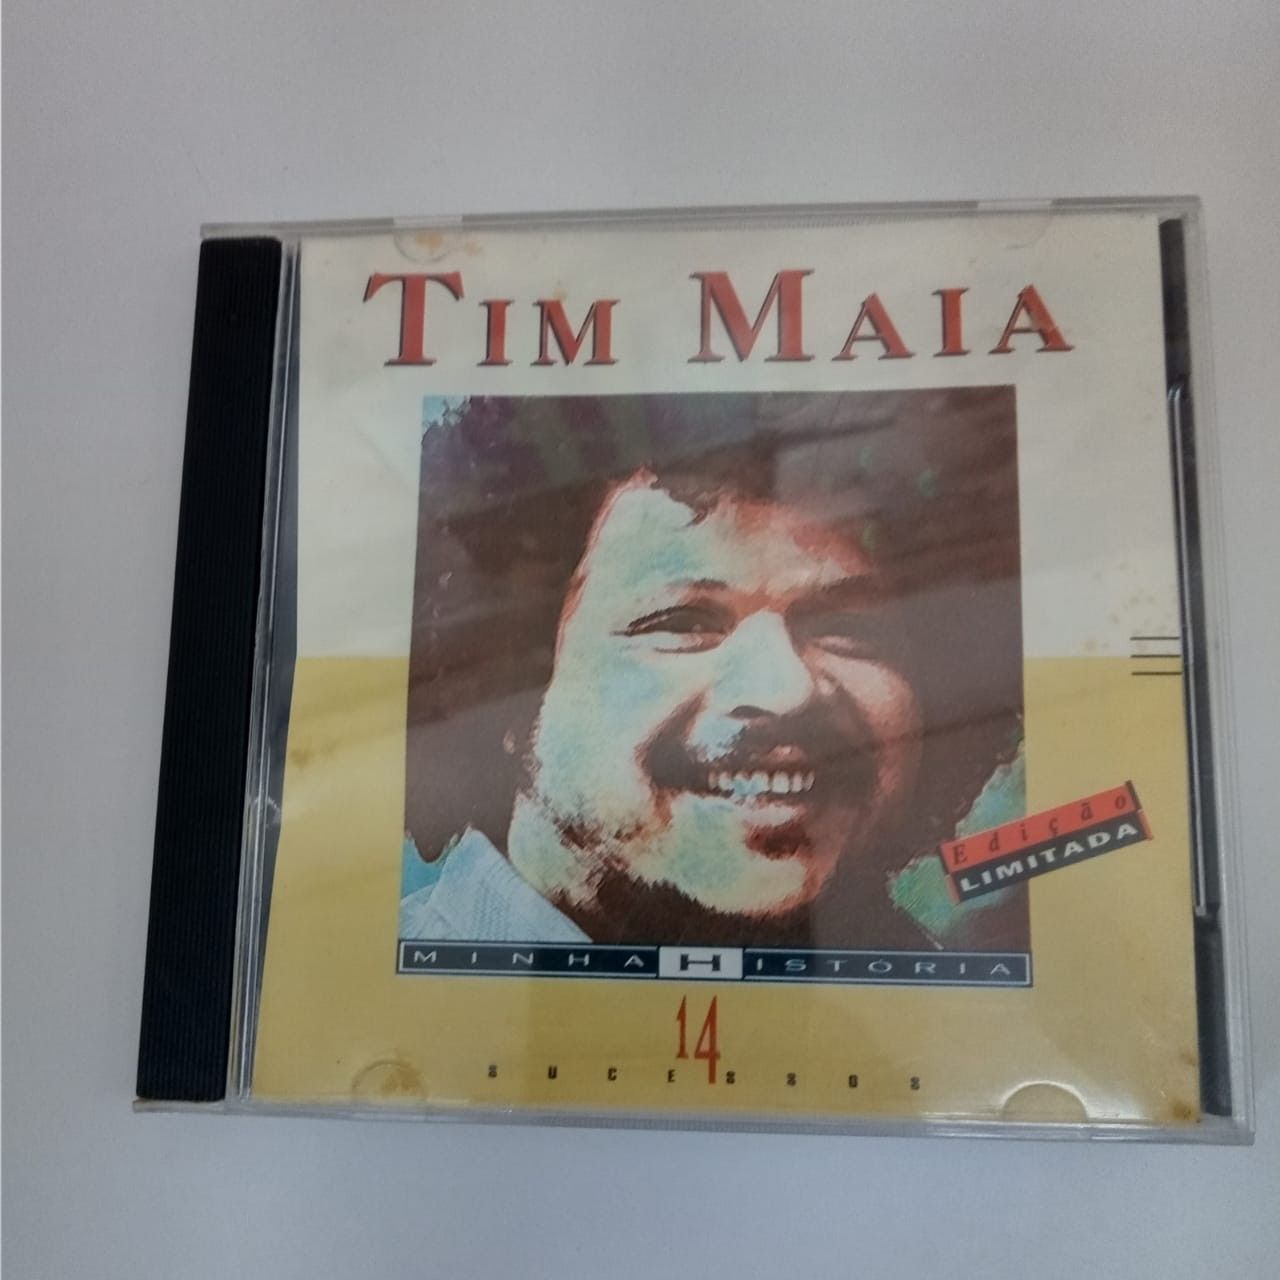 TIM MAIA
Edição
LIMITADA
MINHA HISTÓRIA
14
SUCESSOS